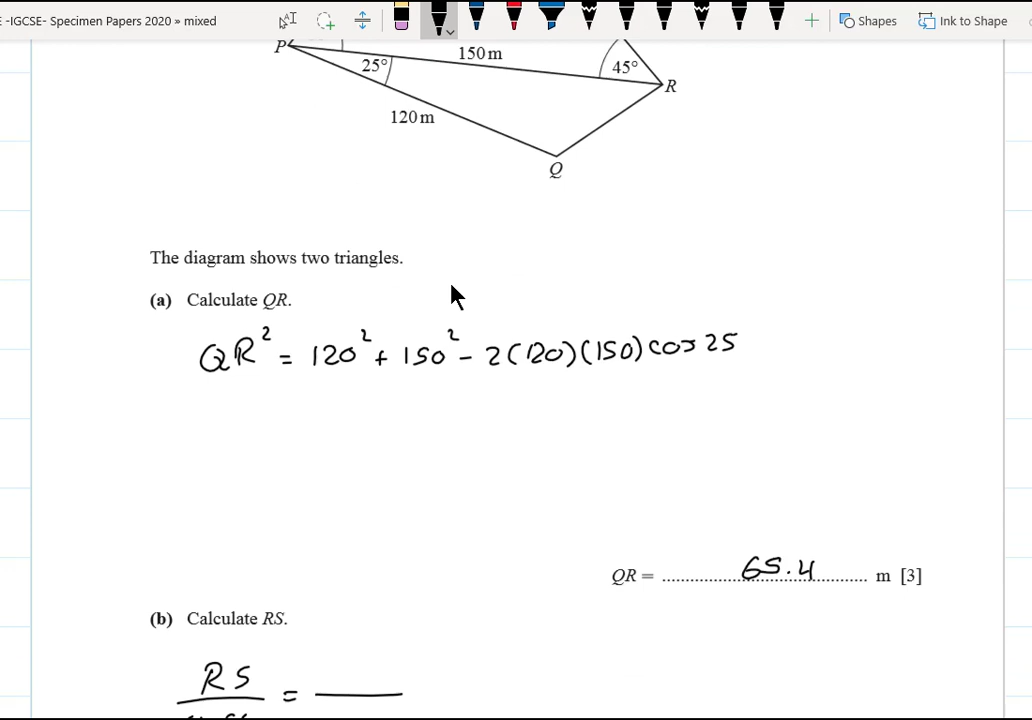 -IGCSE- Specimen Papers 2020 » mixed
Shapes
Ink to Shape
P
150 m
25°
45°
R
120 m
Q
The diagram shows two triangles.
(a) Calculate QR.
QR² = 120² + 150² - 2(120)(150) cos 25
QR = .......... 65.4 .......... m [3]
(b) Calculate RS.
RS
=